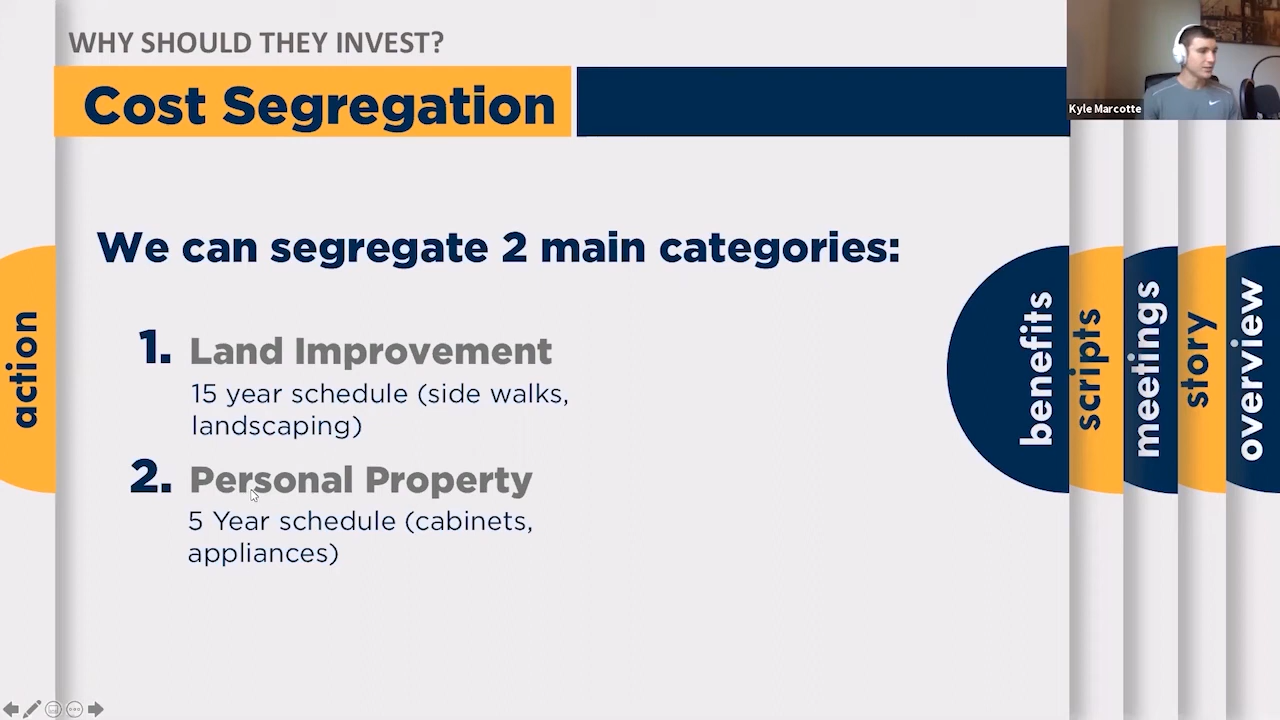 WHY SHOULD THEY INVEST?
Cost Segregation
Kyle Marcotte
We can segregate 2 main categories:
1. Land Improvement
15 year schedule (side walks,
landscaping)
2. Personal Property
5 Year schedule (cabinets,
appliances)
action
benefits
scripts
meetings
story
overview